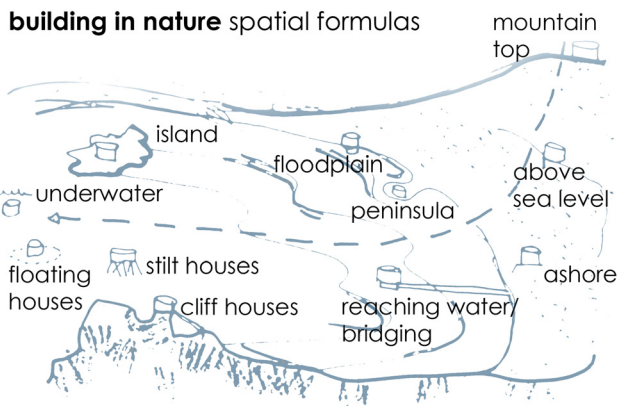 building in nature spatial formulas
mountain
top
island
floodplain
above
sea level
underwater
peninsula
floating
houses
stilt houses
ashore
cliff houses
reaching water/
bridging